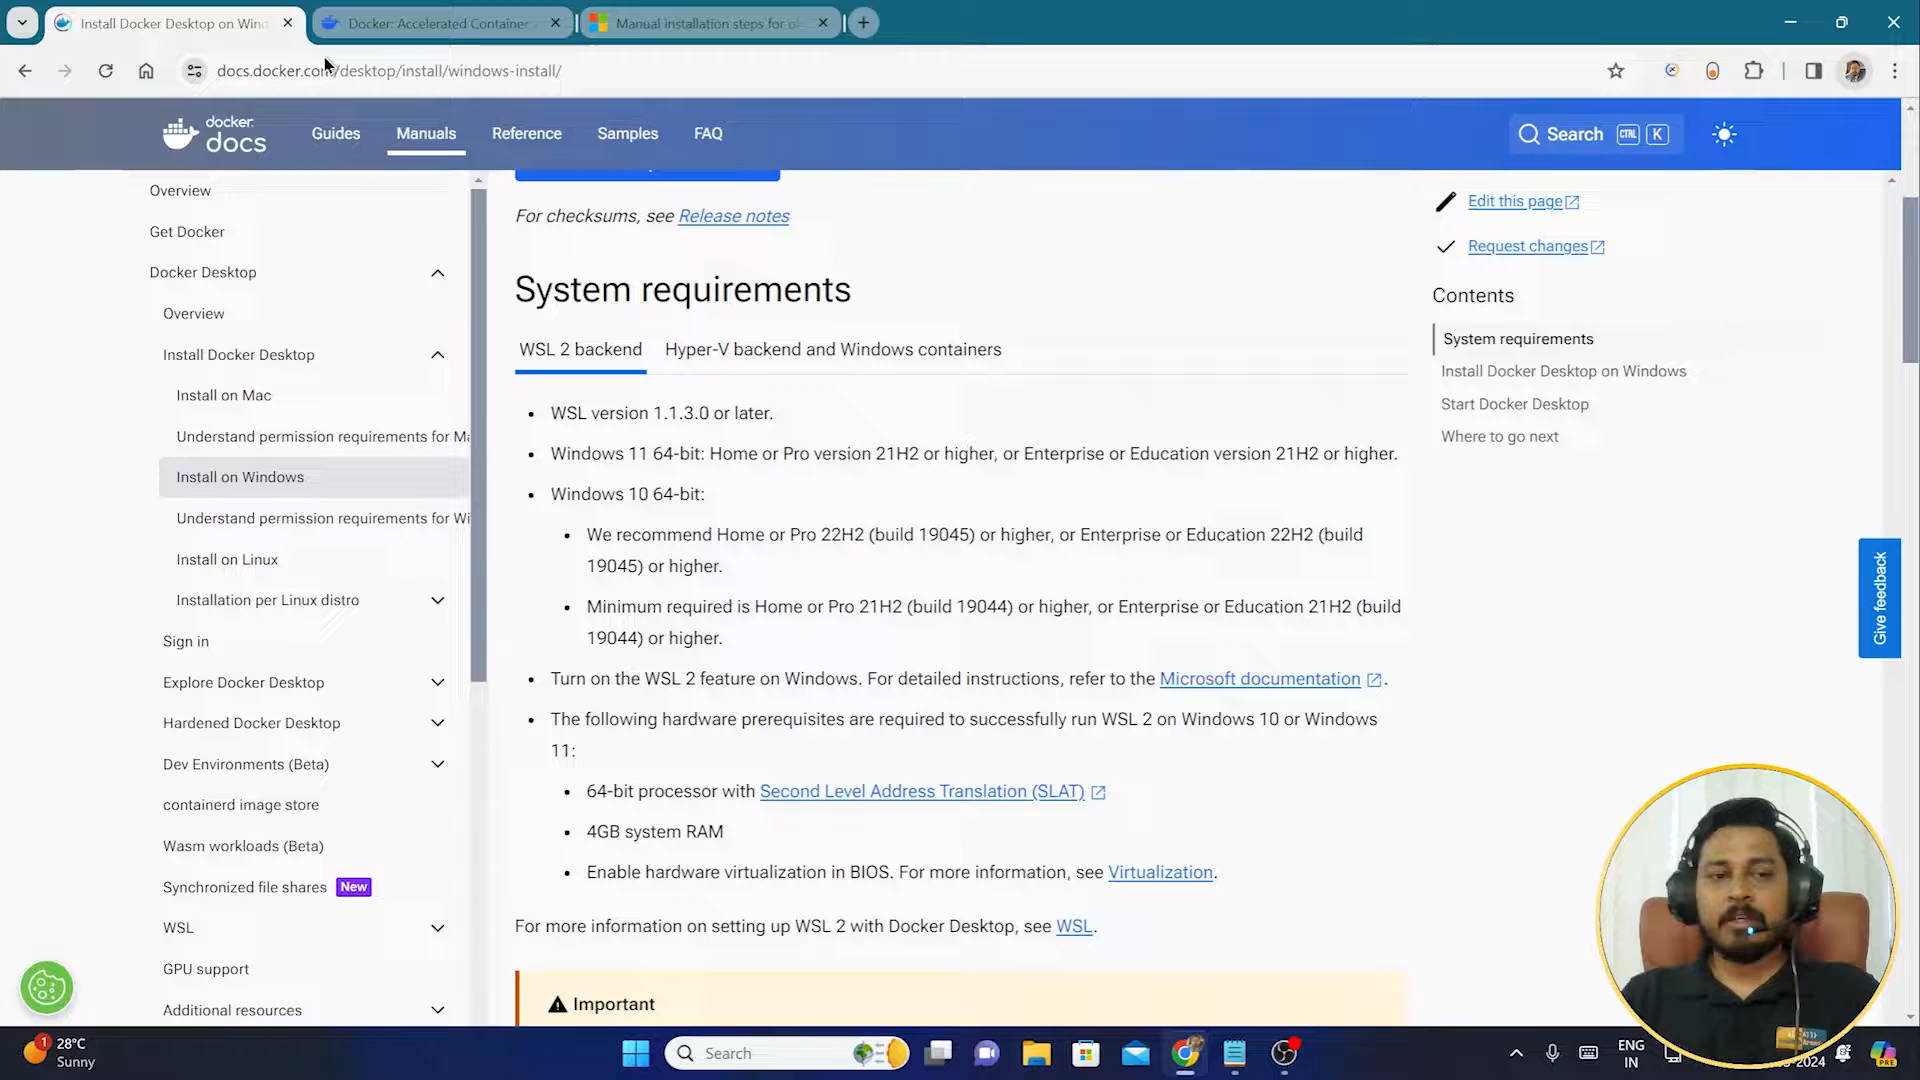 Install Docker Desktop on Wind
Docker: Accelerated Container
Manual installation steps for ol
docs.docker.com/desktop/install/windows-install/
docker
docs
Guides
Manuals
Reference
Samples
FAQ
Search
CTRL
K
Overview
Get Docker
Docker Desktop
Overview
Install Docker Desktop
Install on Mac
Understand permission requirements for Ma
Install on Windows
Understand permission requirements for Wi
Install on Linux
Installation per Linux distro
Sign in
Explore Docker Desktop
Hardened Docker Desktop
Dev Environments (Beta)
containerd image store
Wasm workloads (Beta)
Synchronized file shares New
WSL
GPU support
Additional resources
For checksums, see Release notes
System requirements
WSL 2 backend
Hyper-V backend and Windows containers
• WSL version 1.1.3.0 or later.
• Windows 11 64-bit: Home or Pro version 21H2 or higher, or Enterprise or Education version 21H2 or higher.
• Windows 10 64-bit:
• We recommend Home or Pro 22H2 (build 19045) or higher, or Enterprise or Education 22H2 (build
19045) or higher.
• Minimum required is Home or Pro 21H2 (build 19044) or higher, or Enterprise or Education 21H2 (build
19044) or higher.
• Turn on the WSL 2 feature on Windows. For detailed instructions, refer to the Microsoft documentation.
• The following hardware prerequisites are required to successfully run WSL 2 on Windows 10 or Windows
11:
• 64-bit processor with Second Level Address Translation (SLAT)
• 4GB system RAM
• Enable hardware virtualization in BIOS. For more information, see Virtualization.
For more information on setting up WSL 2 with Docker Desktop, see WSL.
Important
Edit this page
Request changes
Contents
System requirements
Install Docker Desktop on Windows
Start Docker Desktop
Where to go next
Give feedback
1
28°C
Sunny
Search
ENG
IN
2024
PRE